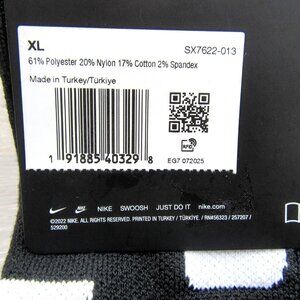 XL SX7622-013
61% Polyester 20% Nylon 17% Cotton 2% Spandex
Made in Turkey/Türkiye
RFID
1 91885 40329 8
EG7 072025
NIKE SWOOSH JUST DO IT Nike.com
©2022 NIKE. ALL RIGHTS RESERVED. PRINTED IN TURKEY / TÜRKIYE / RN#56323 / 257207 /
529200